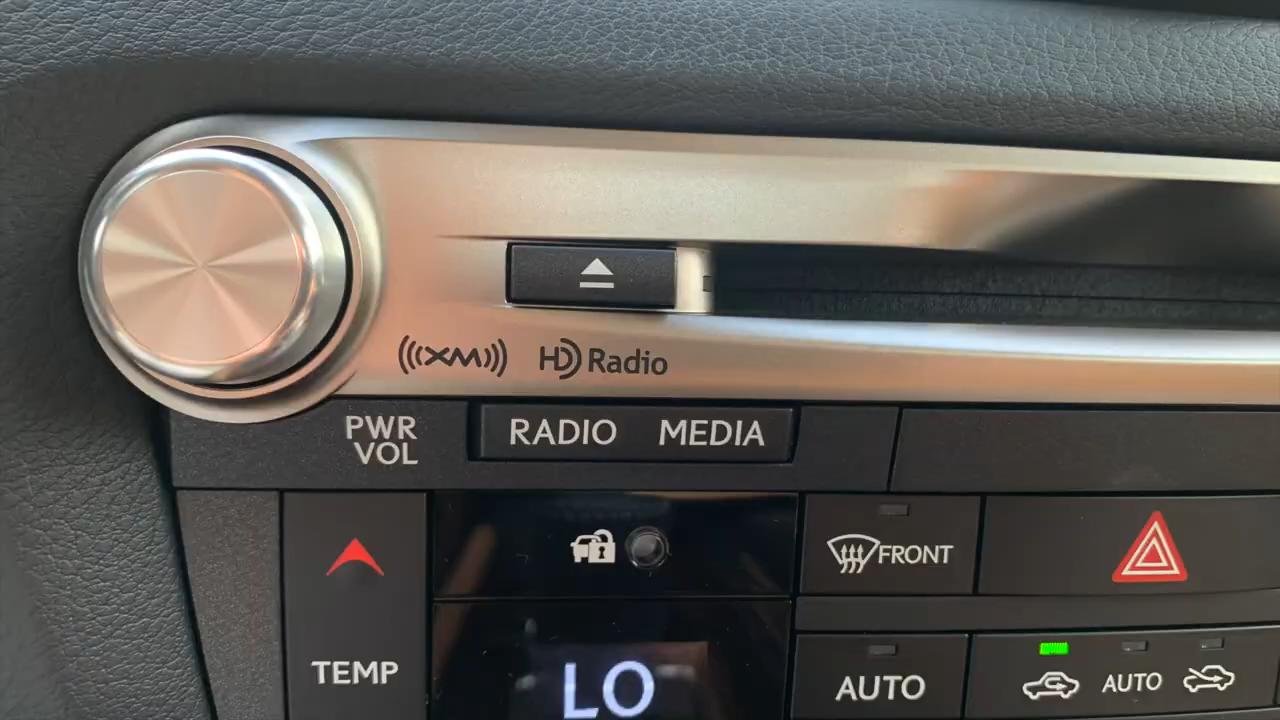 XM HD Radio
PWR
VOL
RADIO MEDIA
FRONT
TEMP
LO
AUTO
AUTO